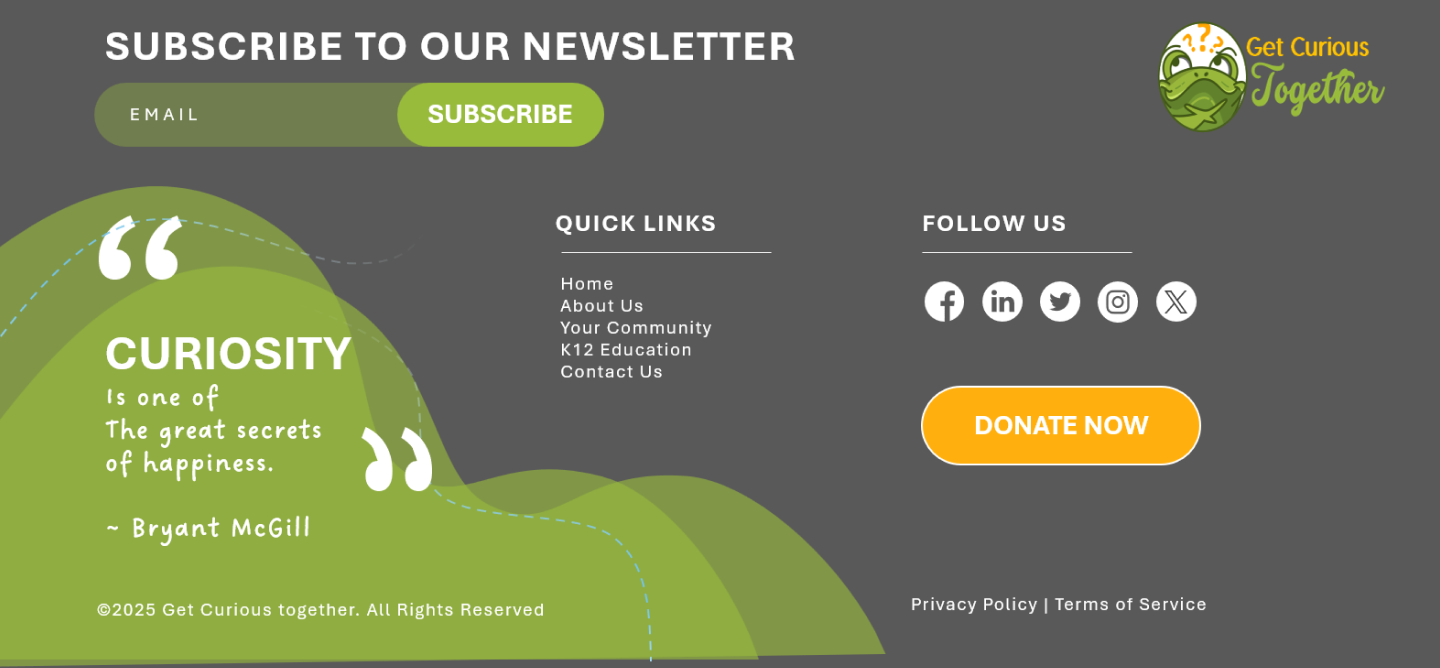 SUBSCRIBE TO OUR NEWSLETTER
EMAIL
SUBSCRIBE
???
Get Curious
Together
“
CURIOSITY
Is one of
The great secrets
of happiness.
”
~ Bryant McGill
QUICK LINKS
Home
About Us
Your Community
K12 Education
Contact Us
FOLLOW US
DONATE NOW
©2025 Get Curious together. All Rights Reserved
Privacy Policy | Terms of Service